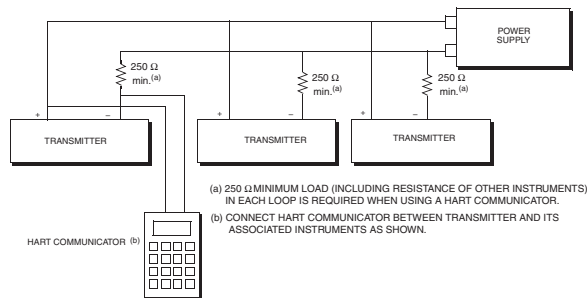 POWER
SUPPLY
250 Ω
min.(a)
250 Ω
min.(a)
250 Ω
min.(a)
+
–
+
–
+
–
TRANSMITTER
TRANSMITTER
TRANSMITTER
(a) 250 Ω MINIMUM LOAD (INCLUDING RESISTANCE OF OTHER INSTRUMENTS)
IN EACH LOOP IS REQUIRED WHEN USING A HART COMMUNICATOR.
(b) CONNECT HART COMMUNICATOR BETWEEN TRANSMITTER AND ITS
ASSOCIATED INSTRUMENTS AS SHOWN.
HART COMMUNICATOR (b)